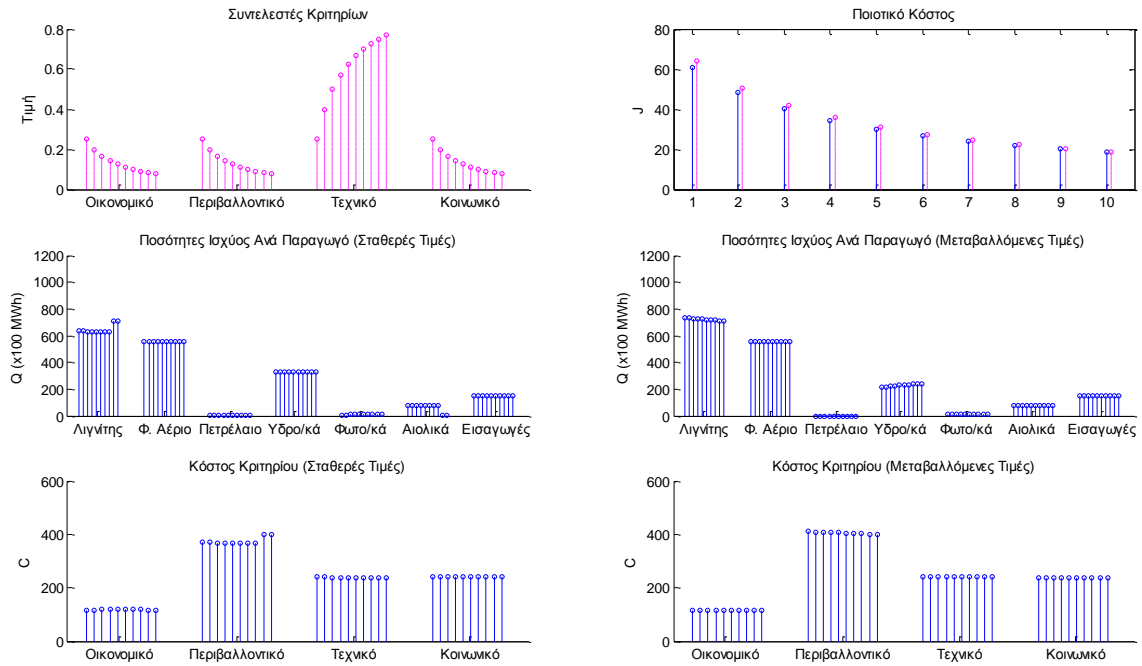 Συντελεστές Κριτηρίων
0.8
0.6
0.4
0.2
0
Τιμή
Οικονομικό Περιβαλλοντικό Τεχνικό Κοινωνικό
Ποιοτικό Κόστος
80
60
40
20
0
J
1 2 3 4 5 6 7 8 9 10
Ποσότητες Ισχύος Ανά Παραγωγό (Σταθερές Τιμές)
1200
1000
800
600
400
200
0
Q (x100 MWh)
Λιγνίτης Φ. Αέριο Πετρέλαιο Υδρο/κά Φωτο/κά Αιολικά Εισαγωγές
Ποσότητες Ισχύος Ανά Παραγωγό (Μεταβαλλόμενες Τιμές)
1200
1000
800
600
400
200
0
Q (x100 MWh)
Λιγνίτης Φ. Αέριο Πετρέλαιο Υδρο/κά Φωτο/κά Αιολικά Εισαγωγές
Κόστος Κριτηρίου (Σταθερές Τιμές)
600
400
200
0
C
Οικονομικό Περιβαλλοντικό Τεχνικό Κοινωνικό
Κόστος Κριτηρίου (Μεταβαλλόμενες Τιμές)
600
400
200
0
C
Οικονομικό Περιβαλλοντικό Τεχνικό Κοινωνικό